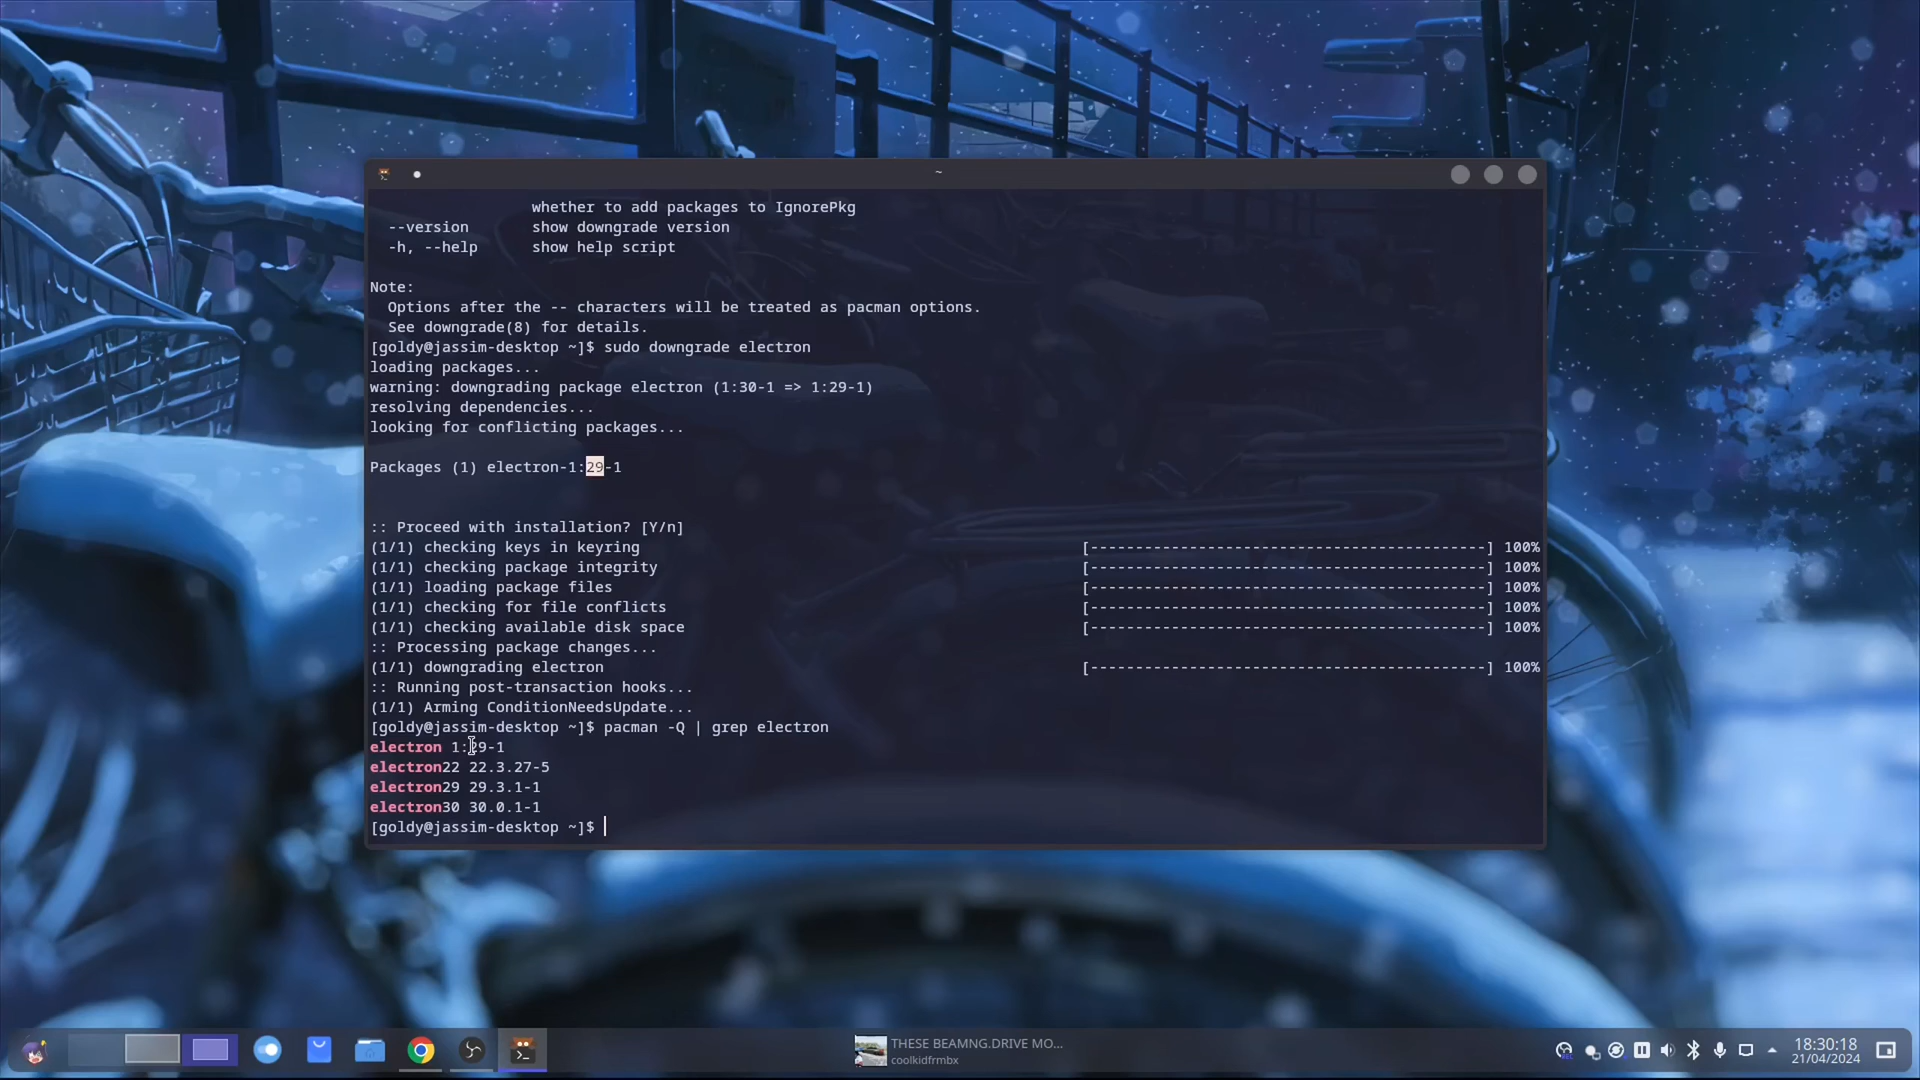 ~
whether to add packages to IgnorePkg
--version show downgrade version
-h, --help show help script
Note:
Options after the -- characters will be treated as pacman options.
See downgrade(8) for details.
[goldy@jassim-desktop ~]$ sudo downgrade electron
loading packages...
warning: downgrading package electron (1:30-1 => 1:29-1)
resolving dependencies...
looking for conflicting packages...
Packages (1) electron-1:29-1
:: Proceed with installation? [Y/n]
(1/1) checking keys in keyring [----------------------------------------------] 100%
(1/1) checking package integrity [----------------------------------------------] 100%
(1/1) loading package files [----------------------------------------------] 100%
(1/1) checking for file conflicts [----------------------------------------------] 100%
(1/1) checking available disk space [----------------------------------------------] 100%
:: Processing package changes...
(1/1) downgrading electron [----------------------------------------------] 100%
:: Running post-transaction hooks...
(1/1) Arming ConditionNeedsUpdate...
[goldy@jassim-desktop ~]$ pacman -Q | grep electron
electron 1:29-1
electron22 22.3.27-5
electron29 29.3.1-1
electron30 30.0.1-1
[goldy@jassim-desktop ~]$
THESE BEAMNG.DRIVE MO...
coolkidfrmbx
18:30:18
21/04/2024